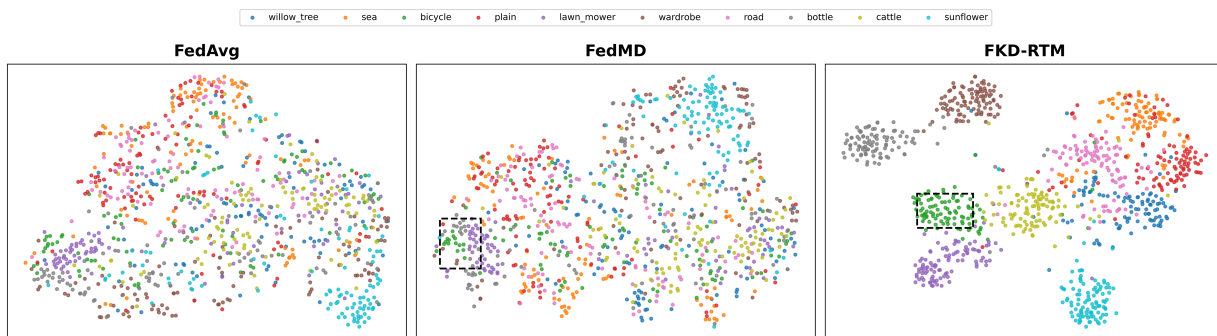 willow_tree sea bicycle plain lawn_mower wardrobe road bottle cattle sunflower
FedAvg FedMD FKD-RTM